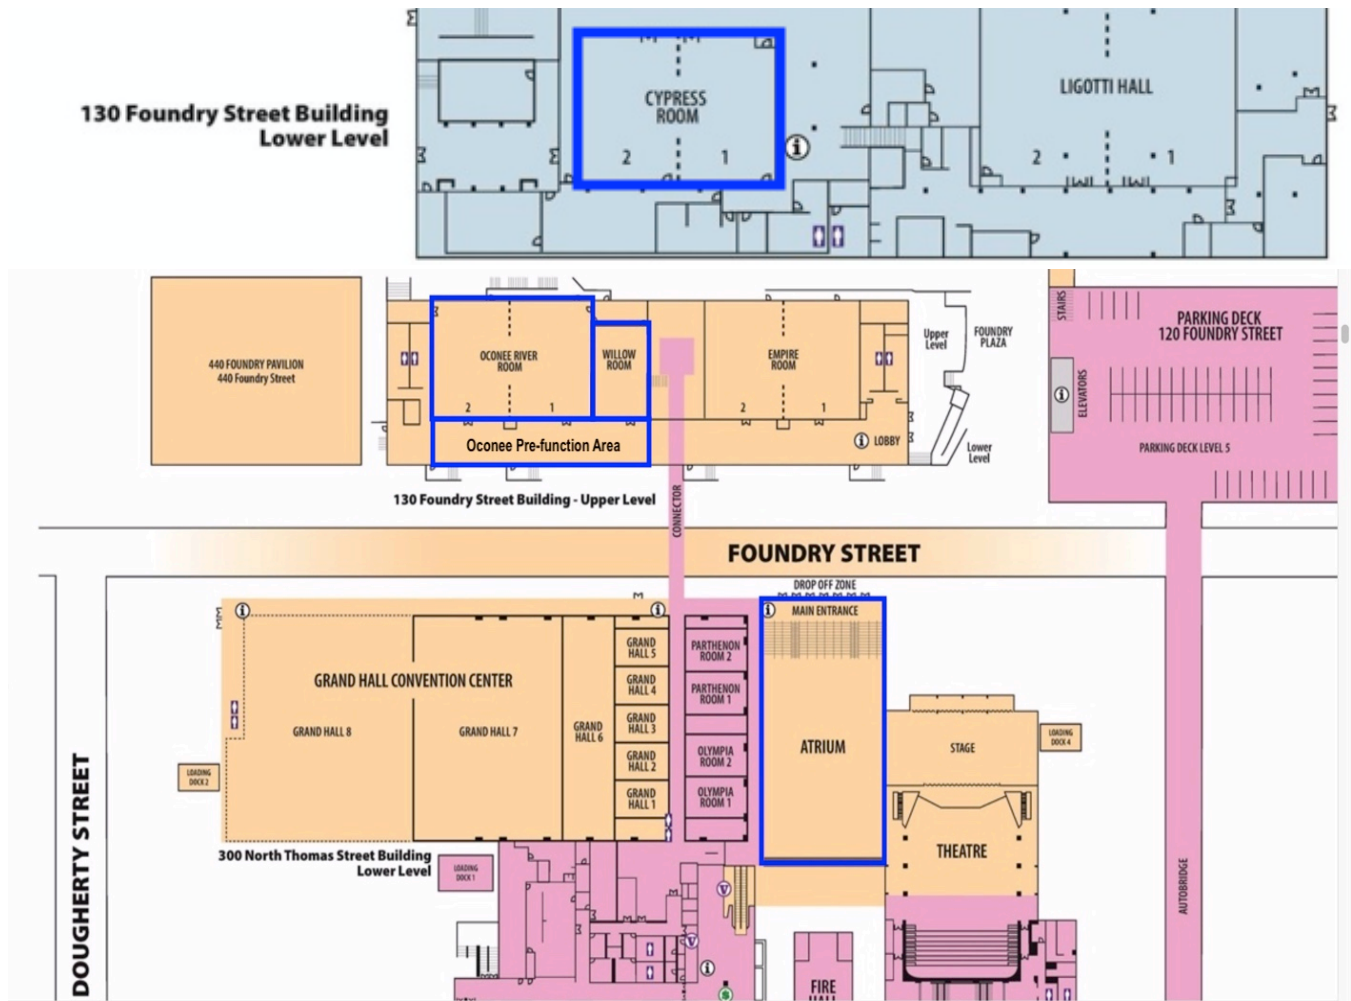 130 Foundry Street Building
Lower Level
CYPRESS
ROOM
2
1
i
LIGOTTI HALL
2
1
440 FOUNDRY PAVILION
440 Foundry Street
OCONEE RIVER
ROOM
2
1
WILLOW
ROOM
EMPIRE
ROOM
2
1
Oconee Pre-function Area
i
LOBBY
Upper
Level
FOUNDRY
PLAZA
Lower
Level
STAIRS
PARKING DECK
120 FOUNDRY STREET
i
ELEVATORS
PARKING DECK LEVEL 5
130 Foundry Street Building - Upper Level
CONNECTOR
FOUNDRY STREET
DROP OFF ZONE
i
MAIN ENTRANCE
i
i
GRAND HALL CONVENTION CENTER
GRAND HALL 8
GRAND HALL 7
GRAND
HALL 6
GRAND
HALL 5
GRAND
HALL 4
GRAND
HALL 3
GRAND
HALL 2
GRAND
HALL 1
PARTHENON
ROOM 2
PARTHENON
ROOM 1
OLYMPIA
ROOM 2
OLYMPIA
ROOM 1
ATRIUM
STAGE
LOADING
DOCK 4
THEATRE
LOADING
DOCK 2
300 North Thomas Street Building
Lower Level
LOADING
DOCK 1
V
V
i
$
FIRE
HALL
DOUGHERTY STREET
AUTOBRIDGE